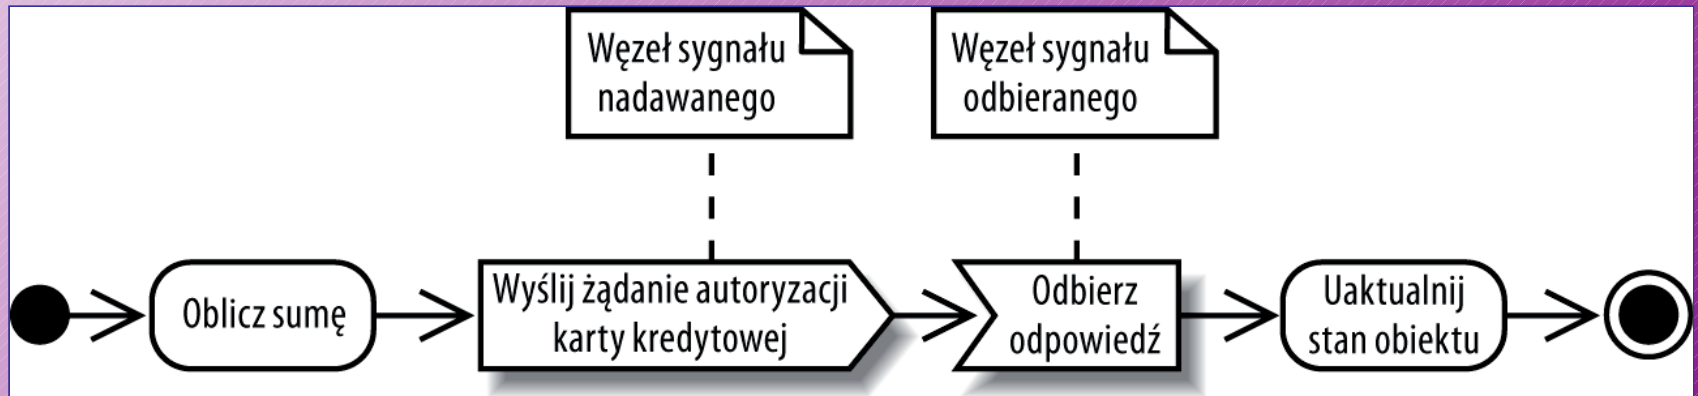 Węzeł sygnału
nadawanego
Węzeł sygnału
odbieranego
Oblicz sumę
Wyślij żądanie autoryzacji
karty kredytowej
Odbierz
odpowiedź
Uaktualnij
stan obiektu